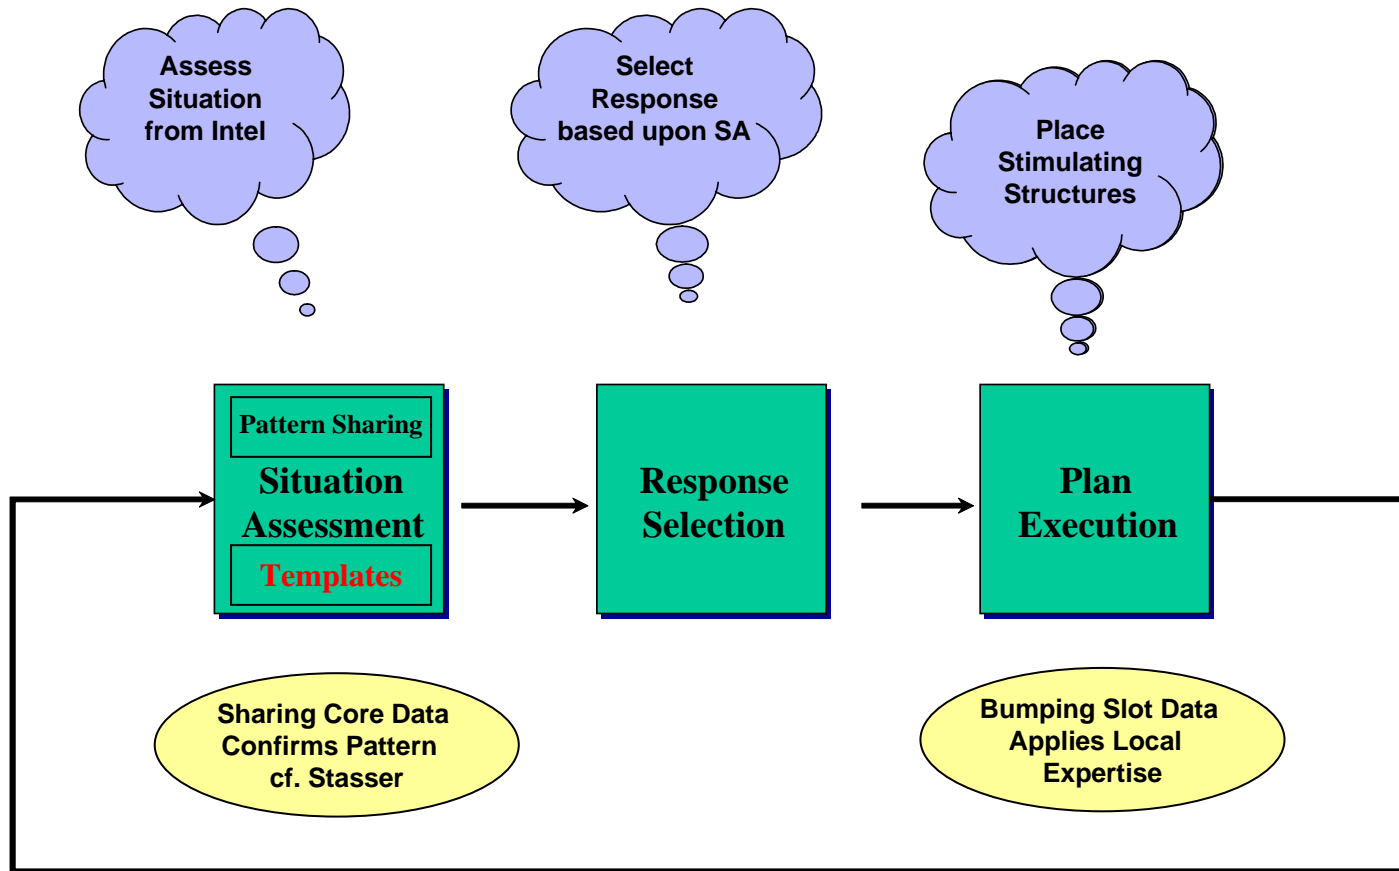 Assess
Situation
from Intel
Select
Response
based upon SA
Place
Stimulating
Structures
Pattern Sharing
Situation
Assessment
Templates
Response
Selection
Plan
Execution
Sharing Core Data
Confirms Pattern
cf. Stasser
Bumping Slot Data
Applies Local
Expertise